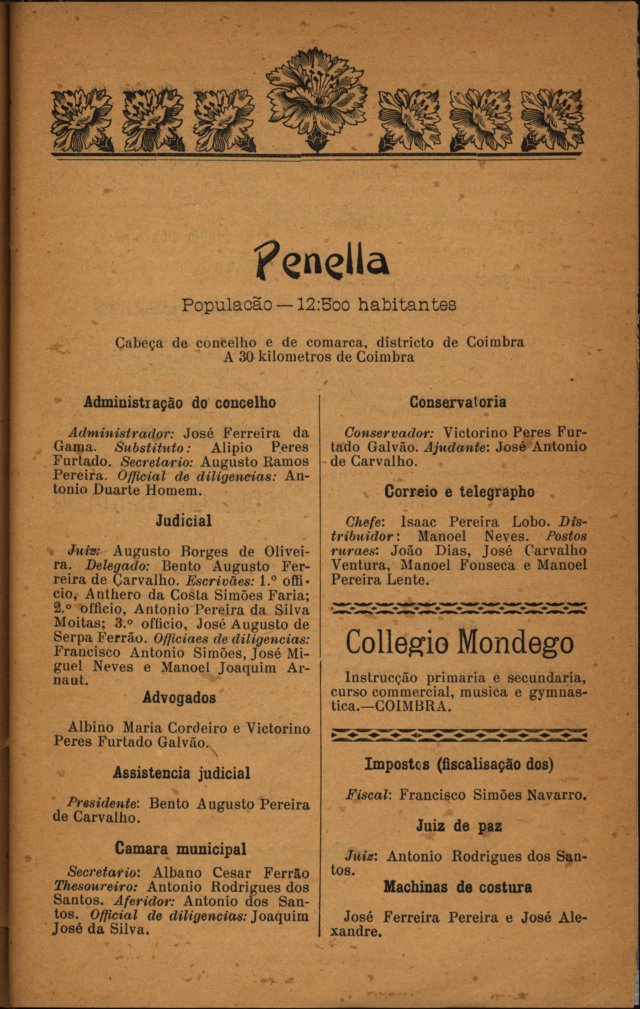 Penella
População — 12:500 habitantes
Cabeça de concelho e de comarca, districto de Coimbra
A 30 kilometros de Coimbra
Administração do concelho
Administrador: José Ferreira da
Gama. Substituto: Alipio Peres
Furtado. Secretario: Augusto Ramos
Pereira. Official de diligencias: An-
tonio Duarte Homem.
Judicial
Juiz: Augusto Borges de Olivei-
ra. Delegado: Bento Augusto Fer-
reira de Carvalho. Escrivães: 1.º offi-
cio, Anthero da Costa Simões Faria;
2.º officio, Antonio Pereira da Silva
Moitas; 3.º officio, José Augusto de
Serpa Ferrão. Officiaes de diligencias:
Francisco Antonio Simões, José Mi-
guel Neves e Manoel Joaquim Ar-
naut.
Advogados
Albino Maria Cordeiro e Victorino
Peres Furtado Galvão.
Assistencia judicial
Presidente: Bento Augusto Pereira
de Carvalho.
Camara municipal
Secretario: Albano Cesar Ferrão
Thesoureiro: Antonio Rodrigues dos
Santos. Aferidor: Antonio dos San-
tos. Official de diligencias: Joaquim
José da Silva.
Conservatoria
Conservador: Victorino Peres Fur-
tado Galvão. Ajudante: José Antonio
de Carvalho.
Correio e telegrapho
Chefe: Isaac Pereira Lobo. Dis-
tribuidor: Manoel Neves. Postos
ruraes: João Dias, José Carvalho
Ventura, Manoel Fonseca e Manoel
Pereira Lente.
Collegio Mondego
Instrucção primaria e secundaria,
curso commercial, musica e gymnas-
tica.—COIMBRA.
Impostos (fiscalisação dos)
Fiscal: Francisco Simões Navarro.
Juiz de paz
Juiz: Antonio Rodrigues dos San-
tos.
Machinas de costura
José Ferreira Pereira e José Ale-
xandre.